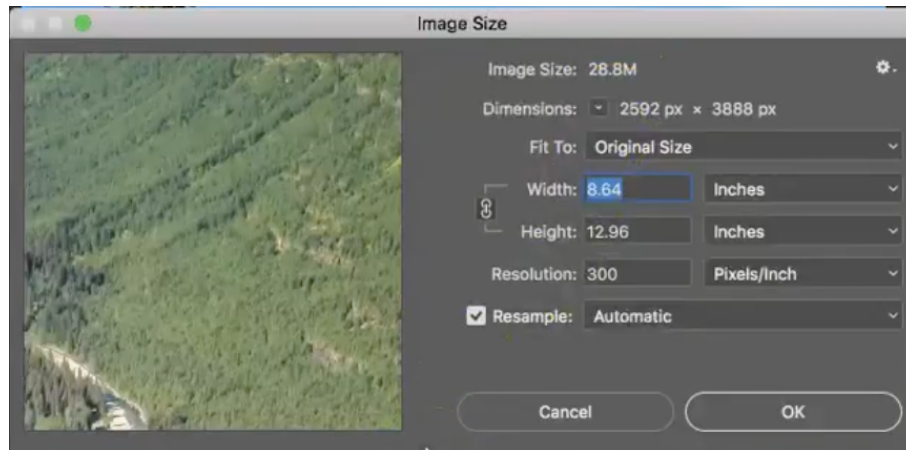 Image Size
Image Size: 28.8M
Dimensions: 2592 px × 3888 px
Fit To: Original Size
Width: 8.64 Inches
Height: 12.96 Inches
Resolution: 300 Pixels/Inch
Resample: Automatic
Cancel OK